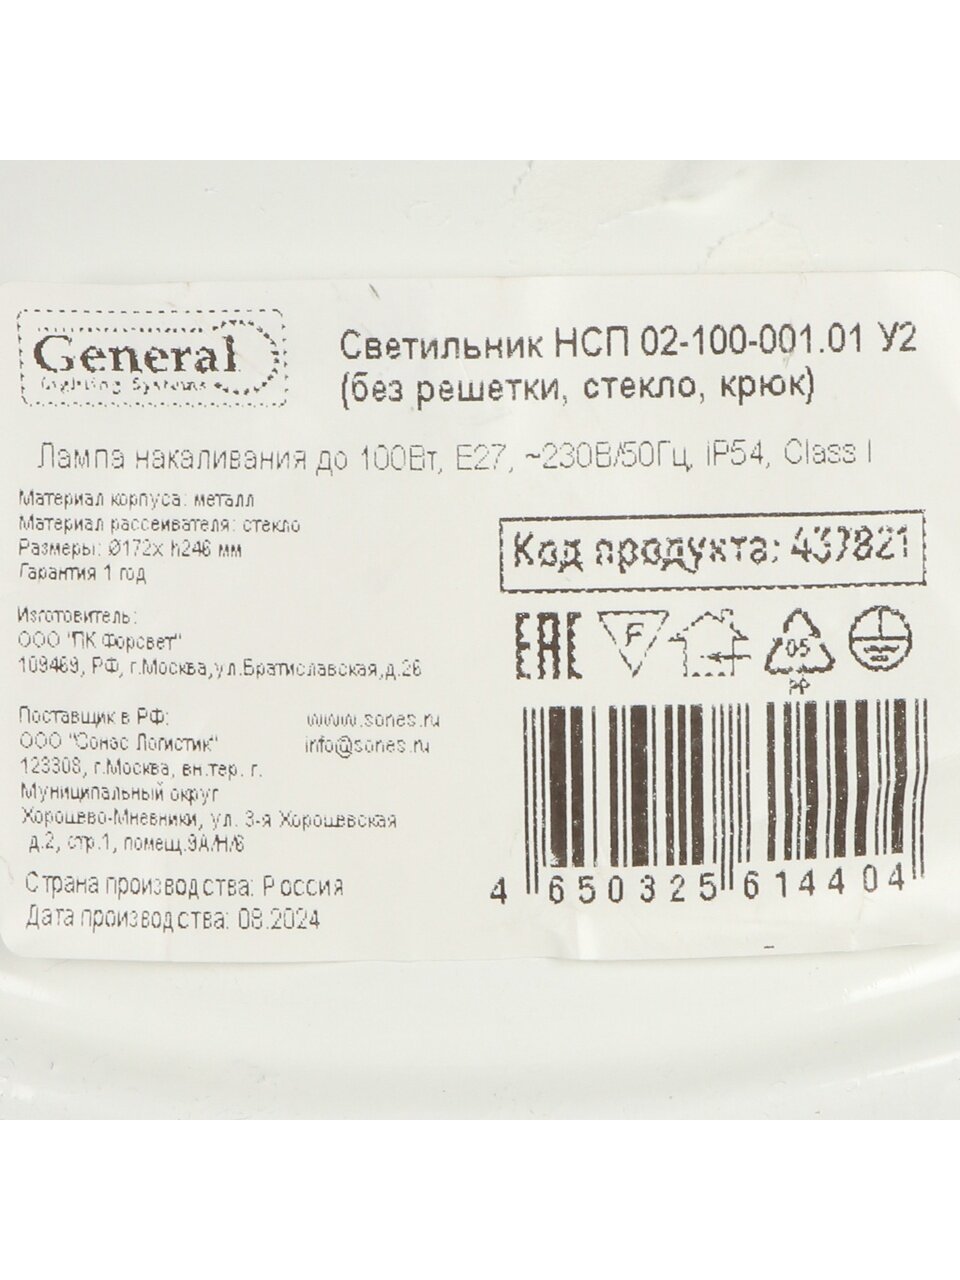 General
Lighting Systems
Светильник НСП 02-100-001.01 У2
(без решетки, стекло, крюк)
Лампа накаливания до 100Вт, E27, ~230В/50Гц, IP54, Class I
Материал корпуса: металл
Материал рассеивателя: стекло
Размеры: Ø172x h246 мм
Гарантия 1 год
Код продукта: 437821
Изготовитель:
ООО "ПК Форсвет"
109469, РФ, г.Москва,ул.Братиславская,д.26
EAC
F
05
PP
Поставщик в РФ:
ООО "Сонэс Логистик"
123308, г.Москва, вн.тер. г.
Муниципальный округ
Хорошево-Мневники, ул. 3-я Хорошевская
д.2, стр.1, помещ.9А/Н/6
www.sones.ru
info@sones.ru
Страна производства: Россия
Дата производства: 08.2024
4 650325 614404